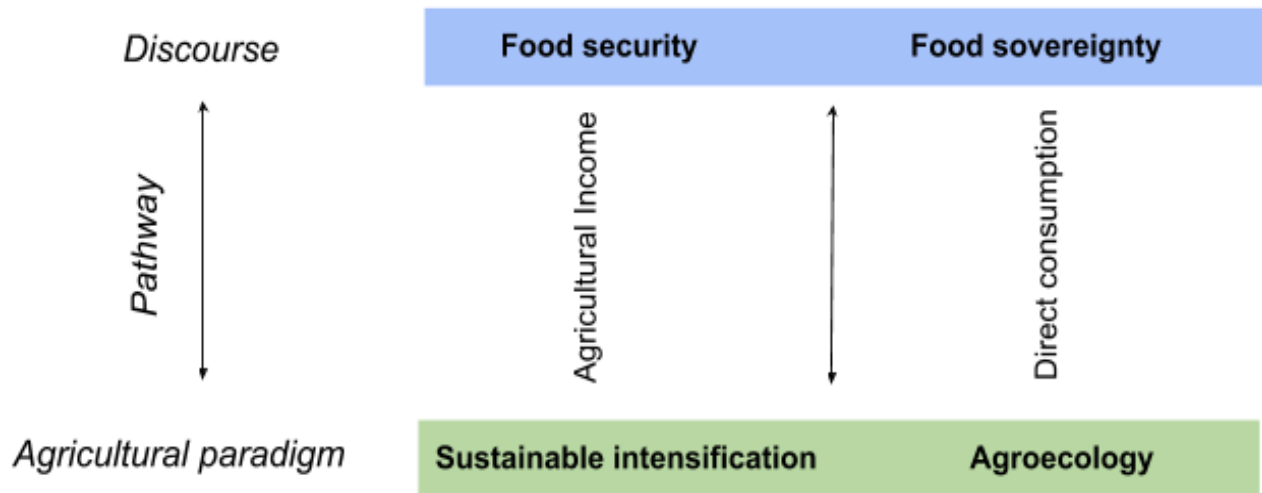 Discourse
Food security
Food sovereignty
Pathway
Agricultural Income
Direct consumption
Agricultural paradigm
Sustainable intensification
Agroecology